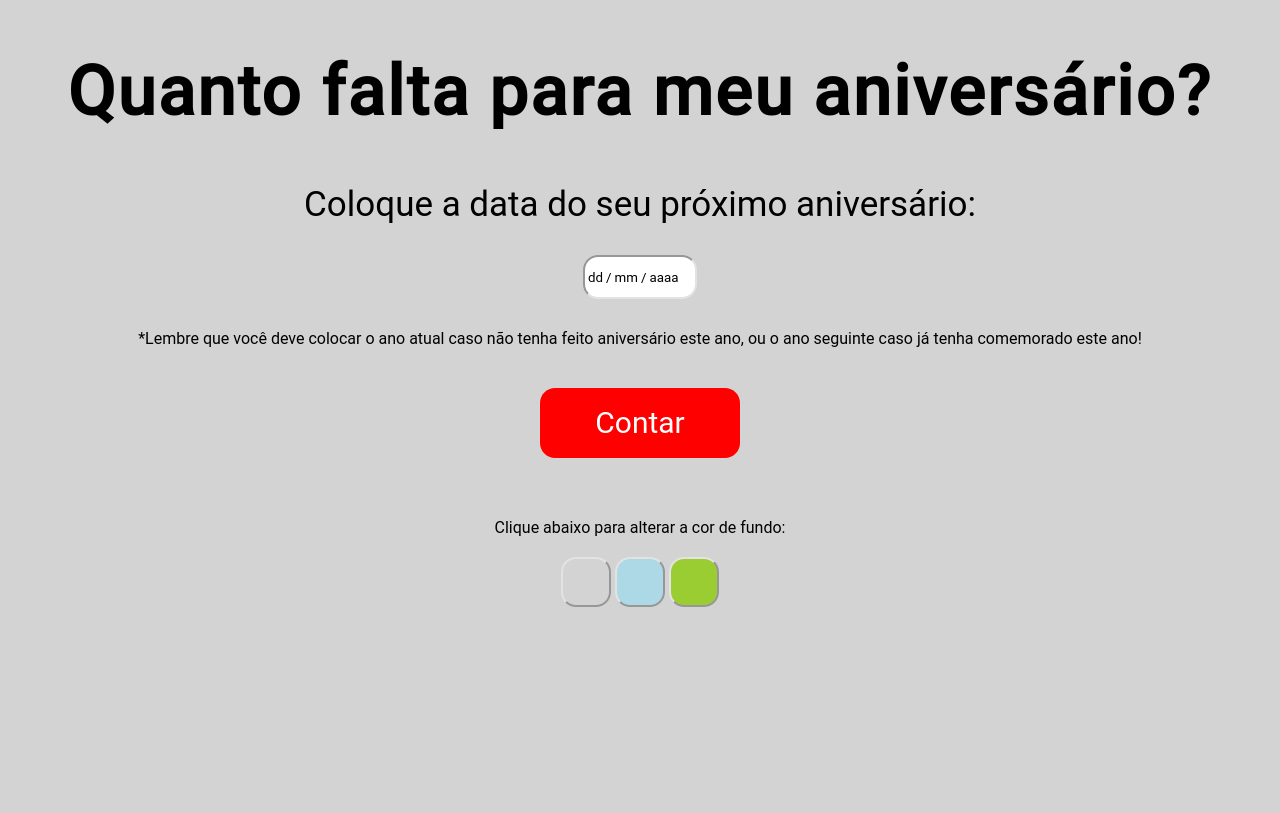 Quanto falta para meu aniversário?
Coloque a data do seu próximo aniversário:
dd / mm / aaaa
*Lembre que você deve colocar o ano atual caso não tenha feito aniversário este ano, ou o ano seguinte caso já tenha comemorado este ano!
Contar
Clique abaixo para alterar a cor de fundo: